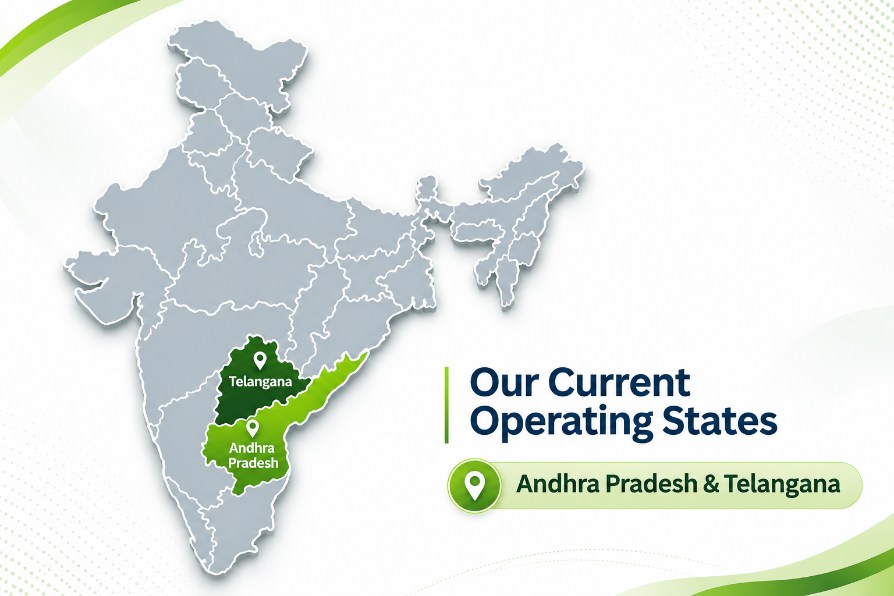 Telangana
Andhra
Pradesh
Our Current
Operating States
Andhra Pradesh & Telangana